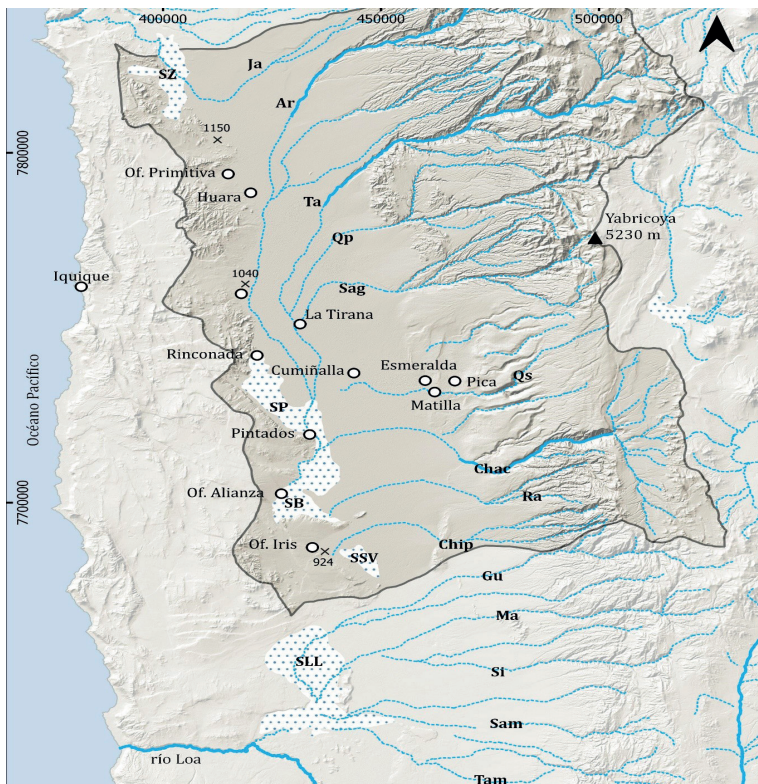 400000
450000
500000
Ja
SZ
Ar
1150
7800000
Of. Primitiva
Huara
Ta
Yabricoya
5230 m
Qp
Iquique
1040
Sag
La Tirana
Rinconada
Cumiñalla
Esmeralda
Qs
Pica
Matilla
Océano Pacífico
SP
Pintados
Chac
7700000
Of. Alianza
Ra
SB
Of. Iris
Chip
924
SSV
Gu
Ma
SLL
Si
Sam
río Loa
Tam